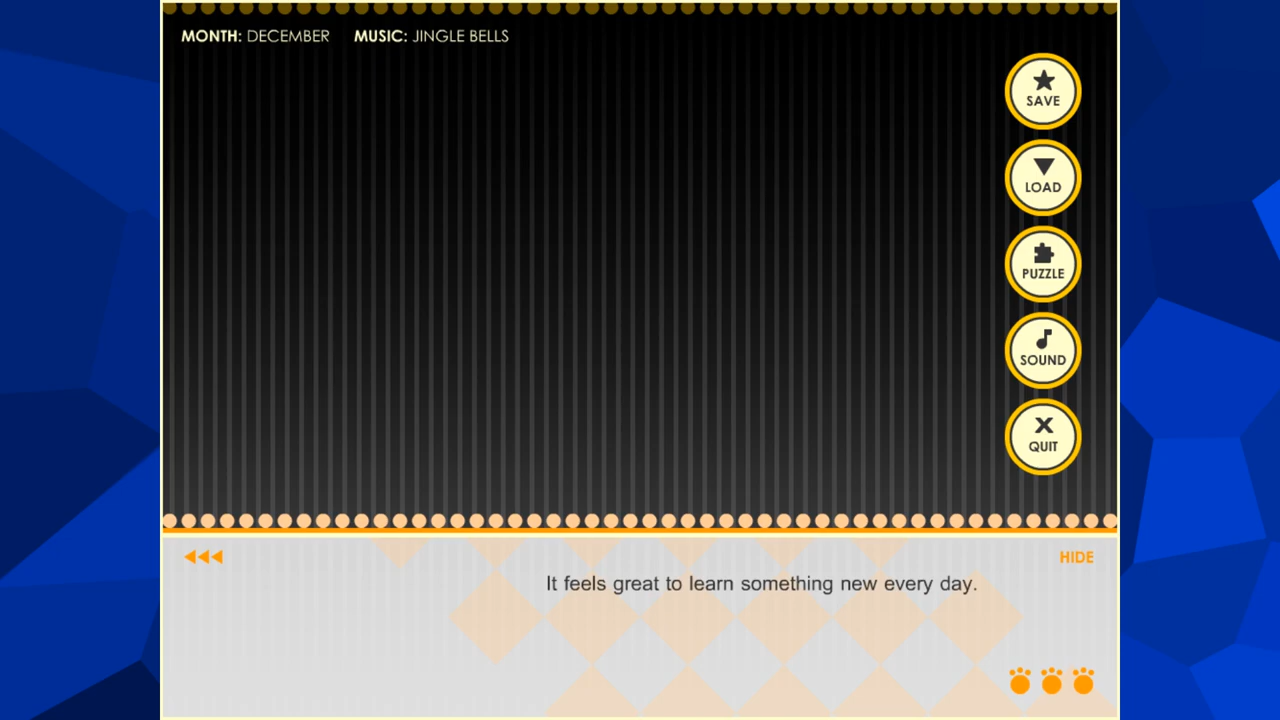 MONTH: DECEMBER MUSIC: JINGLE BELLS
SAVE
LOAD
PUZZLE
SOUND
QUIT
HIDE
It feels great to learn something new every day.